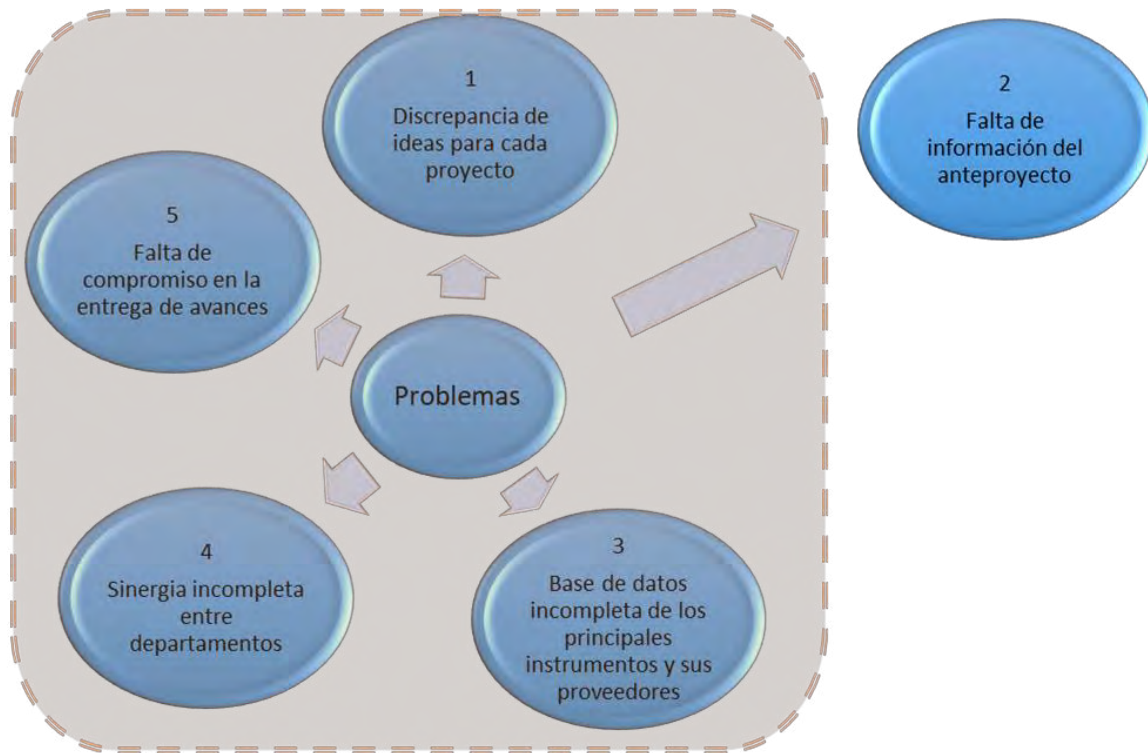 1
Discrepancia de
ideas para cada
proyecto
2
Falta de
información del
anteproyecto
5
Falta de
compromiso en la
entrega de avances
Problemas
4
Sinergia incompleta
entre
departamentos
3
Base de datos
incompleta de los
principales
instrumentos y sus
proveedores